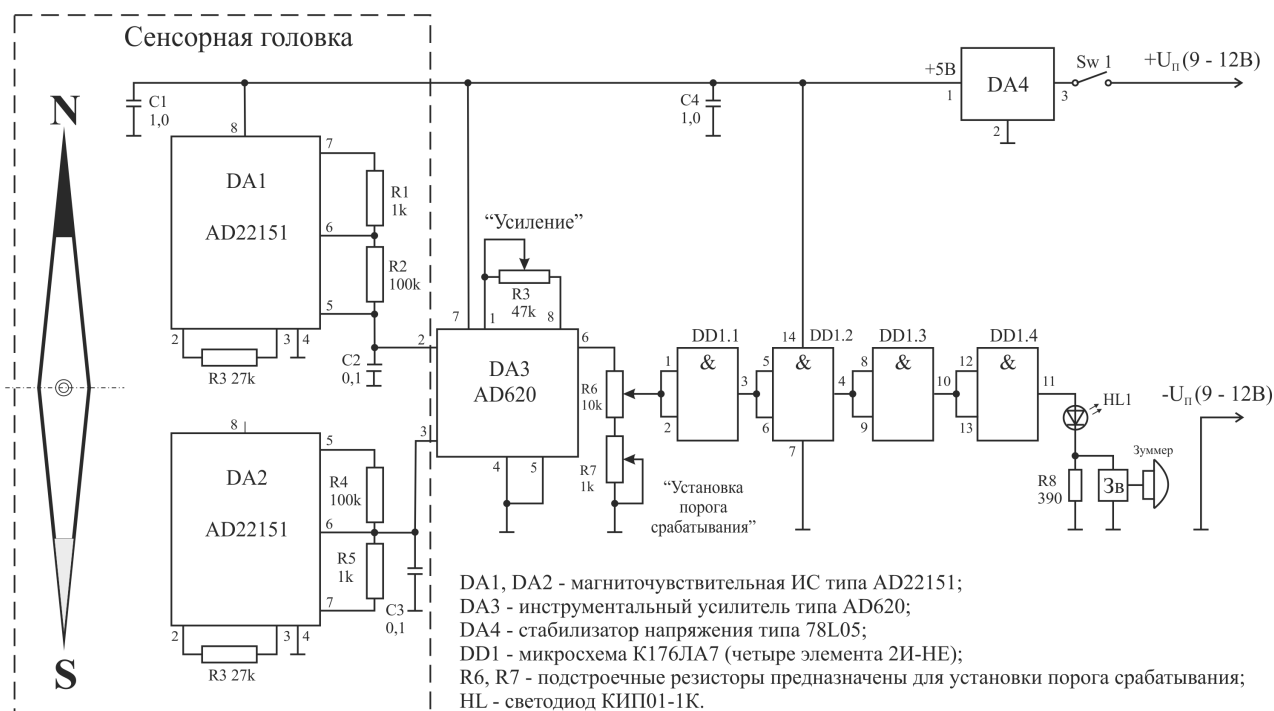 Сенсорная головка
N
S
C1
1,0
8
7
DA1
AD22151
6
5
R1
1k
R2
100k
2
3
4
R3 27k
C2
0,1
8
5
DA2
AD22151
6
7
R4
100k
R5
1k
2
3
4
R3 27k
C3
0,1
“Усиление”
R3
47k
7
1
8
2
3
DA3
AD620
6
4
5
R6
10k
R7
1k
“Установка
порога
срабатывания”
C4
1,0
+5В
1
DA4
3
2
Sw 1
+Uп (9 - 12В)
DD1.1
&
1
2
3
DD1.2
14
&
5
6
4
7
DD1.3
&
8
9
10
DD1.4
&
12
13
11
HL1
R8
390
Зв
Зуммер
-Uп (9 - 12В)
DA1, DA2 - магниточувствительная ИС типа AD22151;
DA3 - инструментальный усилитель типа AD620;
DA4 - стабилизатор напряжения типа 78L05;
DD1 - микросхема К176ЛА7 (четыре элемента 2И-НЕ);
R6, R7 - подстроечные резисторы предназначены для установки порога срабатывания;
HL - светодиод КИП01-1К.